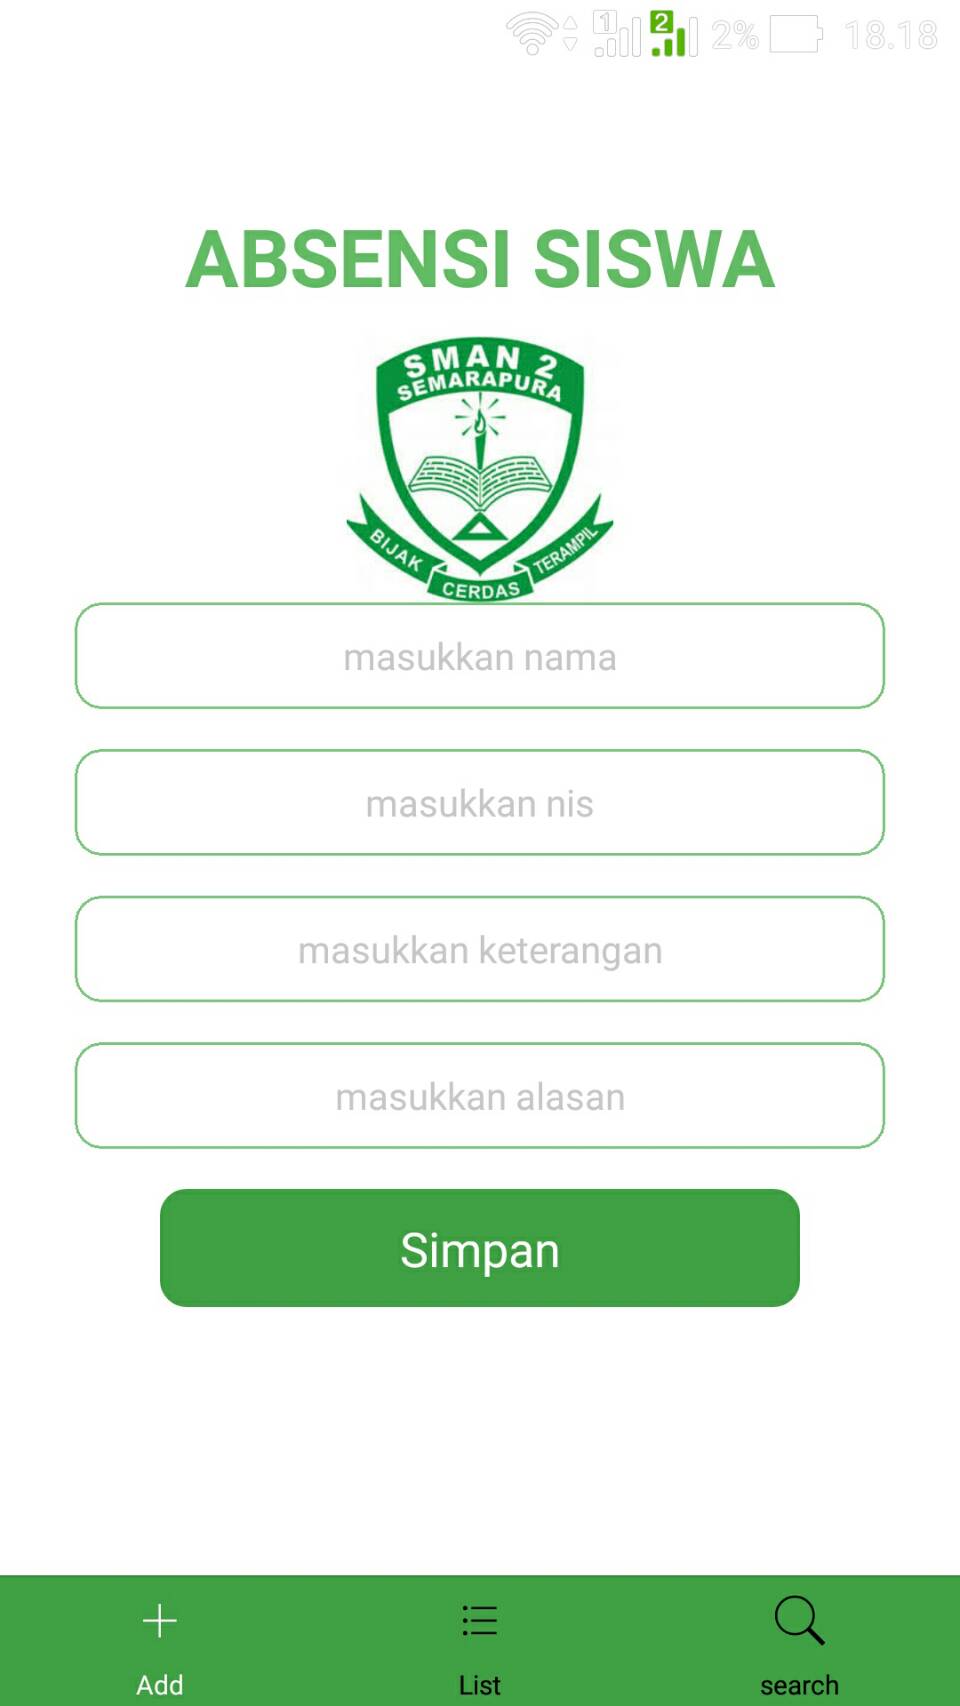 1
2
2%
18.18
ABSENSI SISWA
SMAN 2
SEMARAPURA
BIJAK
CERDAS
TERAMPIL
masukkan nama
masukkan nis
masukkan keterangan
masukkan alasan
Simpan
Add
List
search